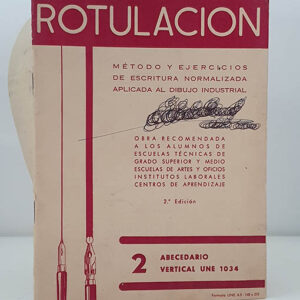 ROTULACION
MÉTODO Y EJERCICIOS
DE ESCRITURA NORMALIZADA
APLICADA AL DIBUJO INDUSTRIAL
OBRA RECOMENDADA
A LOS ALUMNOS DE
ESCUELAS TÉCNICAS DE
GRADO SUPERIOR Y MEDIO
ESCUELAS DE ARTES Y OFICIOS
INSTITUTOS LABORALES
CENTROS DE APRENDIZAJE
2.ª Edición
2 ABECEDARIO
VERTICAL UNE 1034